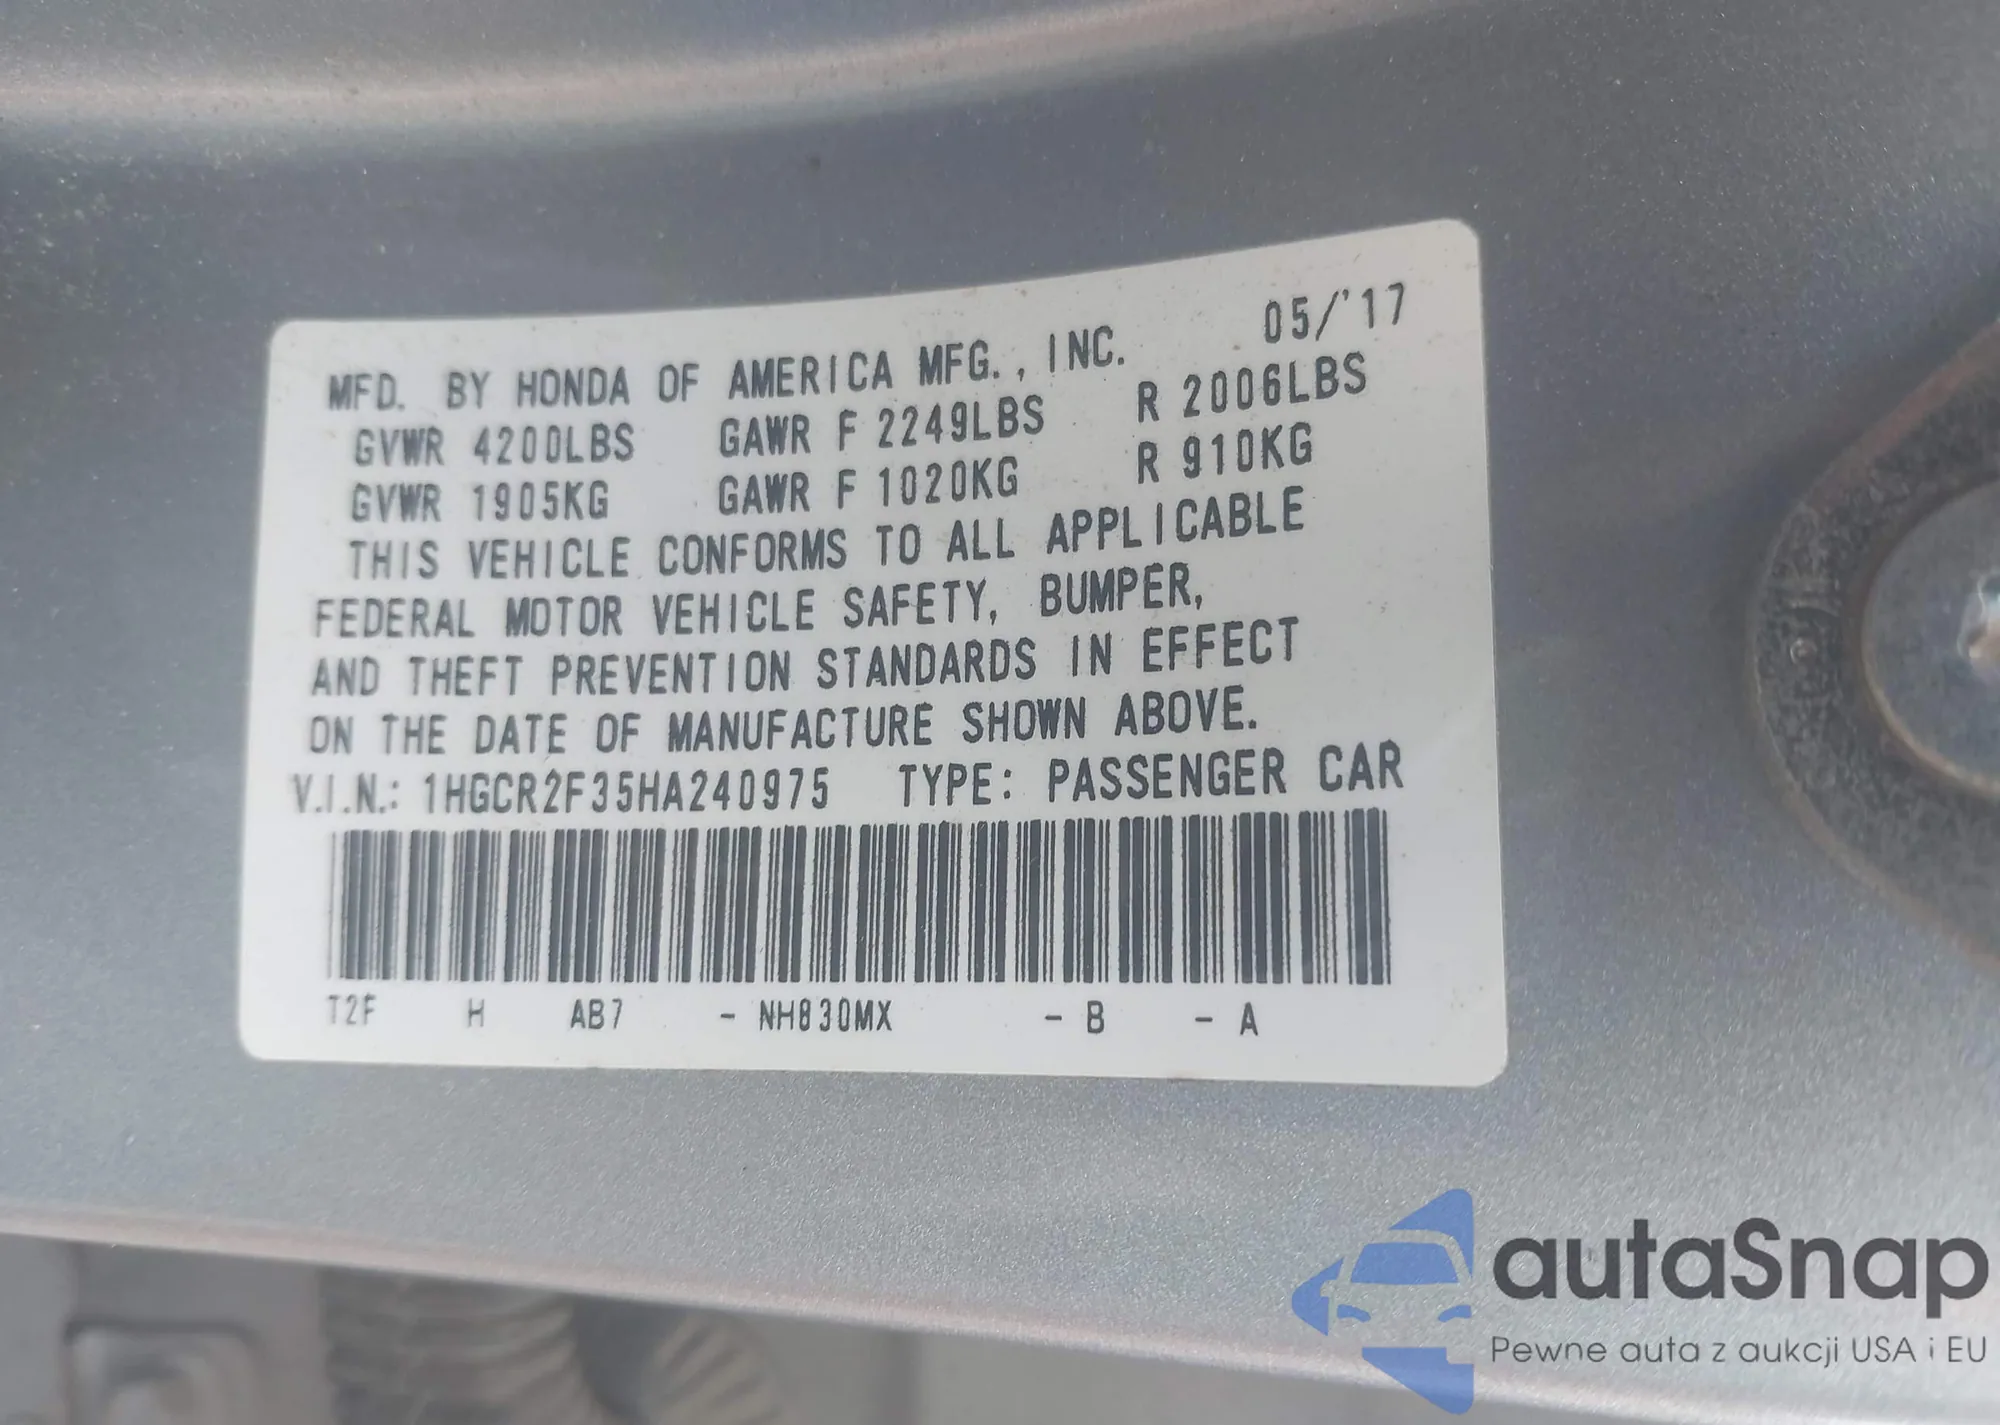 MFD. BY HONDA OF AMERICA MFG., INC. 05/'17
GVWR 4200LBS GAWR F 2249LBS R 2006LBS
GVWR 1905KG GAWR F 1020KG R 910KG
THIS VEHICLE CONFORMS TO ALL APPLICABLE
FEDERAL MOTOR VEHICLE SAFETY, BUMPER,
AND THEFT PREVENTION STANDARDS IN EFFECT
ON THE DATE OF MANUFACTURE SHOWN ABOVE.
V.I.N.: 1HGCR2F35HA240975 TYPE: PASSENGER CAR
T2F H AB7 - NH830MX - B - A
autaSnap
Pewne auta z aukcji USA i EU